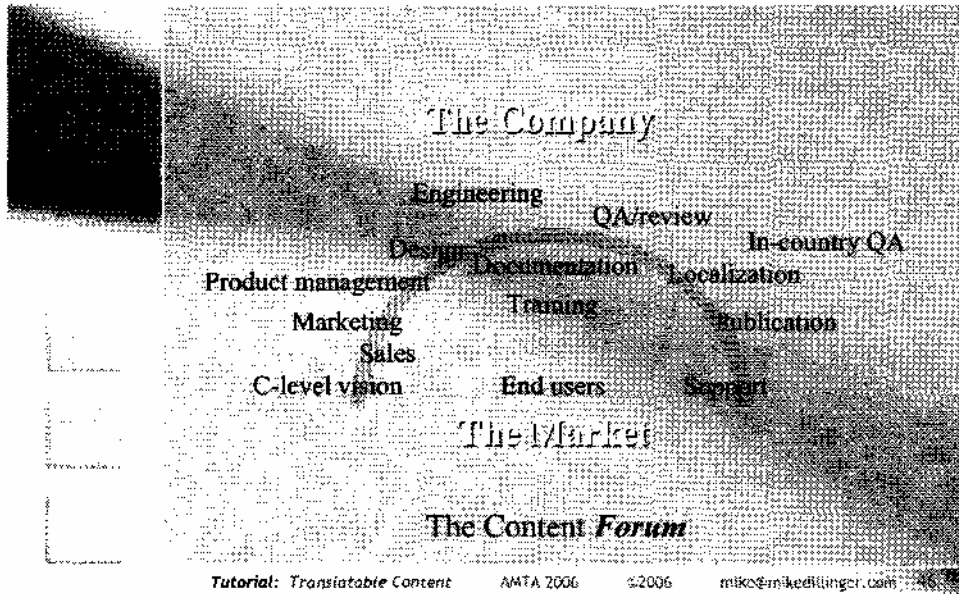 The Company
Engineering
QA/review
In-country QA
Design
Documentation
Localization
Product management
Training
Marketing
Publication
Sales
C-level vision
End users
Support
The Market
The Content Forum
Tutorial: Translatable Content AMTA 2006 ©2006 mike@mikedillinger.com 46